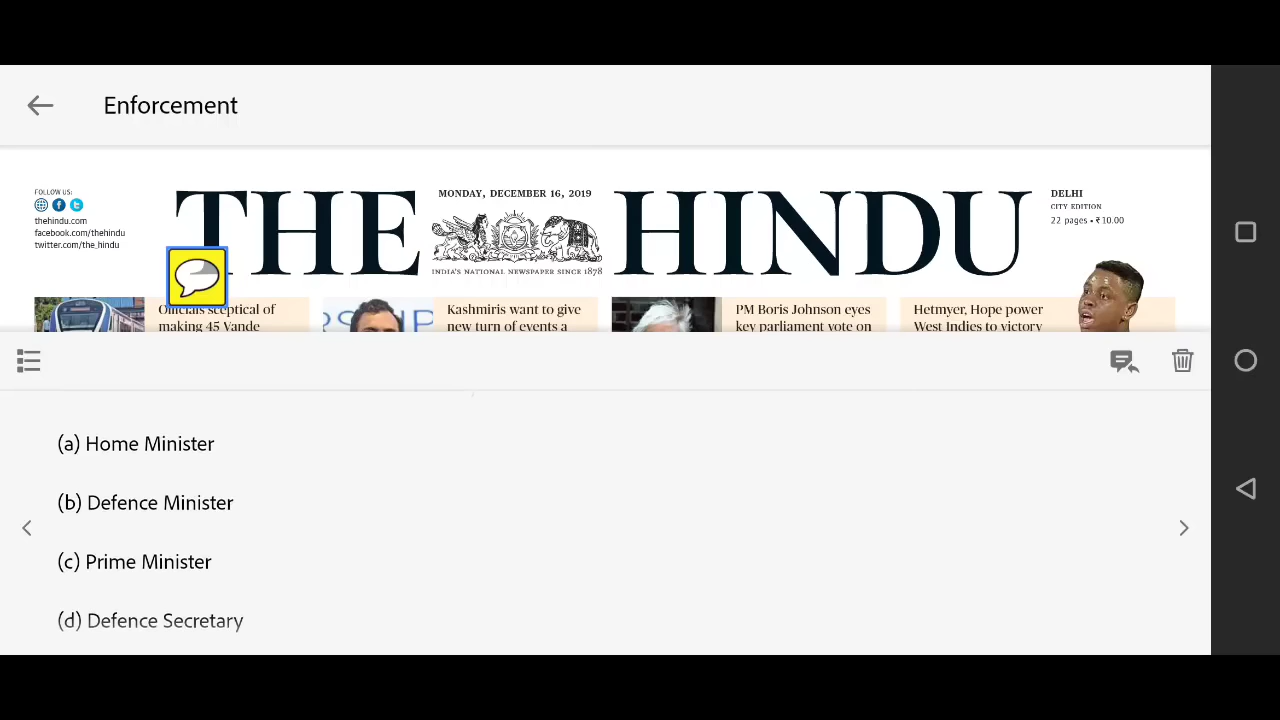 Enforcement
FOLLOW US:
thehindu.com
facebook.com/thehindu
twitter.com/the_hindu
THE HINDU
MONDAY, DECEMBER 16, 2019
INDIA'S NATIONAL NEWSPAPER SINCE 1878
DELHI
CITY EDITION
22 pages • ₹10.00
Officials sceptical of
making 45 Vande
Kashmiris want to give
new turn of events a
PM Boris Johnson eyes
key parliament vote on
Hetmyer, Hope power
West Indies to victory
(a) Home Minister
(b) Defence Minister
(c) Prime Minister
(d) Defence Secretary